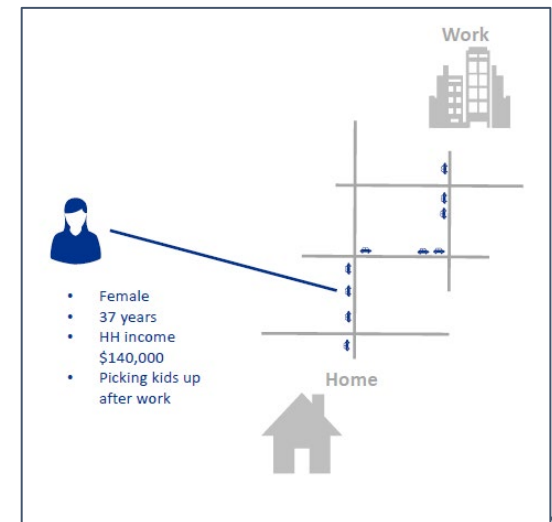 Work
• Female
• 37 years
• HH income
$140,000
• Picking kids up
after work
Home